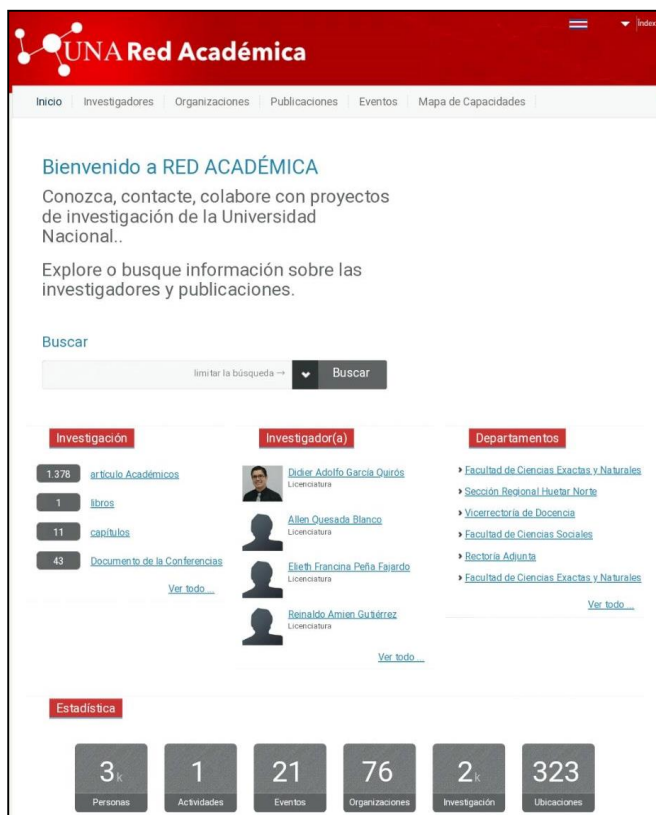 UNA Red Académica
Índex
Inicio
Investigadores
Organizaciones
Publicaciones
Eventos
Mapa de Capacidades
Bienvenido a RED ACADÉMICA
Conozca, contacte, colabore con proyectos
de investigación de la Universidad
Nacional..
Explore o busque información sobre las
investigadores y publicaciones.
Buscar
limitar la búsqueda →
Buscar
Investigación
1.378 artículo Académicos
1 libros
11 capítulos
43 Documento de la Conferencias
Ver todo ...
Investigador(a)
Didier Adolfo García Quirós
Licenciatura
Allen Quesada Blanco
Licenciatura
Elieth Francina Peña Fajardo
Licenciatura
Reinaldo Amien Gutiérrez
Licenciatura
Ver todo ...
Departamentos
Facultad de Ciencias Exactas y Naturales
Sección Regional Huetar Norte
Vicerrectoría de Docencia
Facultad de Ciencias Sociales
Rectoría Adjunta
Facultad de Ciencias Exactas y Naturales
Ver todo ...
Estadística
3 k
Personas
1
Actividades
21
Eventos
76
Organizaciones
2 k
Investigación
323
Ubicaciones